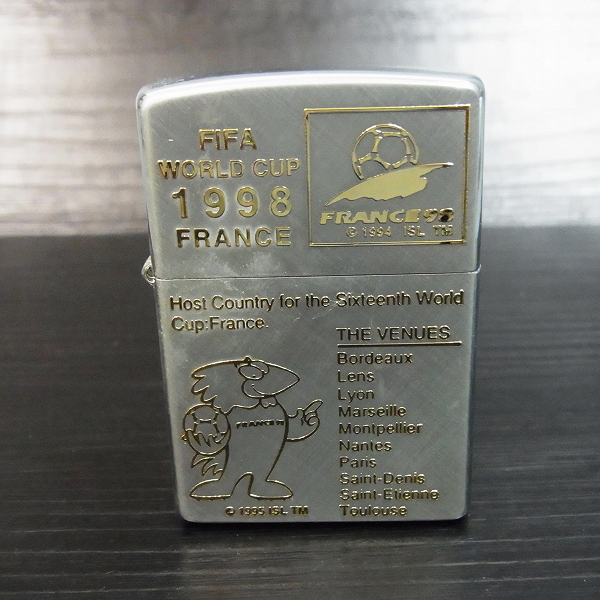 FIFA
WORLD CUP
1998
FRANCE
FRANCE 98
© 1994 ISL TM
Host Country for the Sixteenth World
Cup:France.
THE VENUES
Bordeaux
Lens
Lyon
Marseille
Montpellier
Nantes
Paris
Saint-Denis
Saint-Etienne
Toulouse
FRANCE 98
© 1995 ISL TM